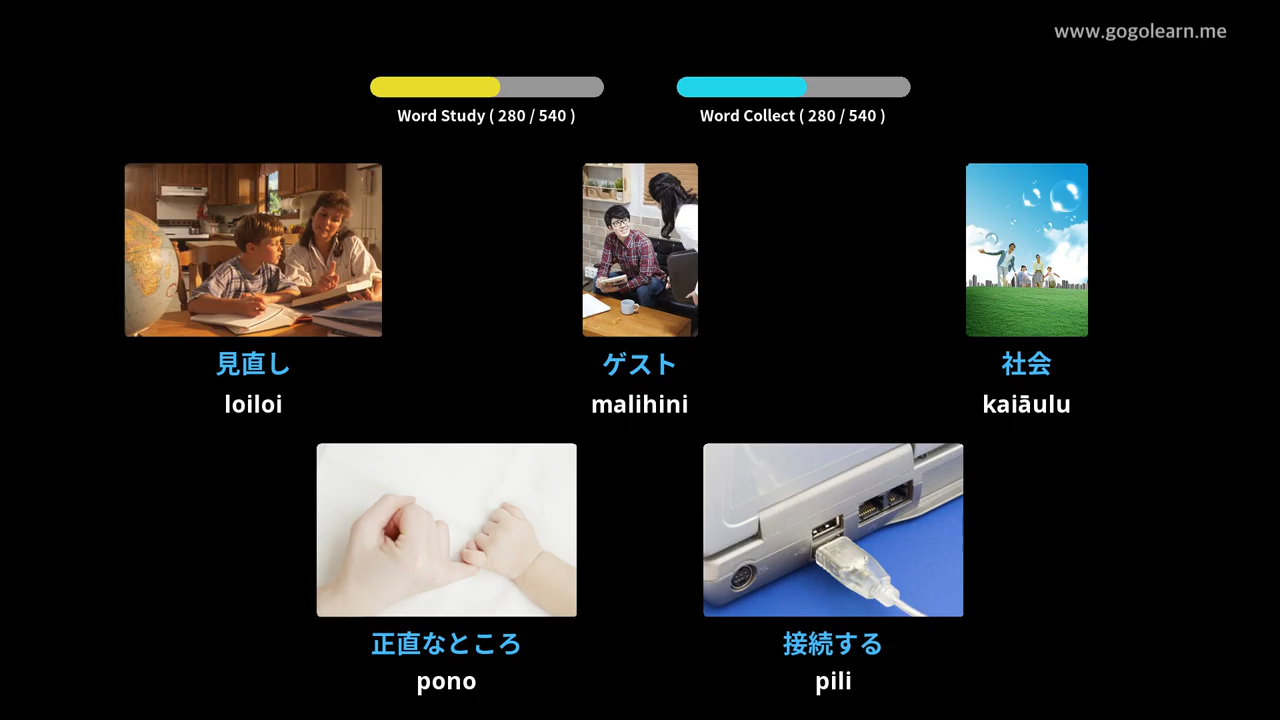 www.gogolearn.me
Word Study ( 280 / 540 )
Word Collect ( 280 / 540 )
見直し
loiloi
ゲスト
malihini
社会
kaiāulu
正直なところ
pono
接続する
pili